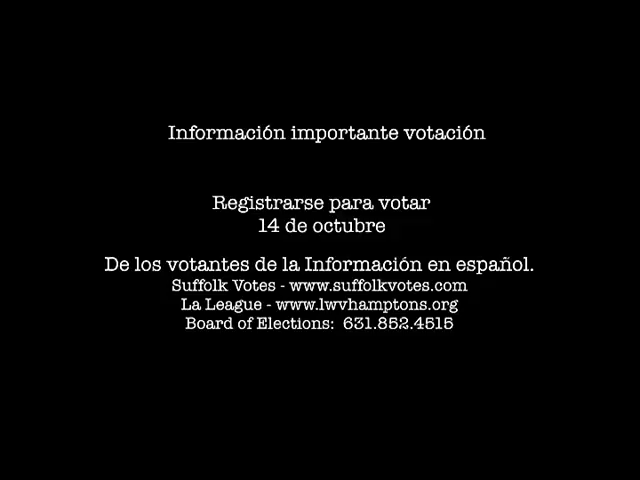 Información importante votación
Registrarse para votar
14 de octubre
De los votantes de la Información en español.
Suffolk Votes - www.suffolkvotes.com
La League - www.lwvhamptons.org
Board of Elections:  631.852.4515